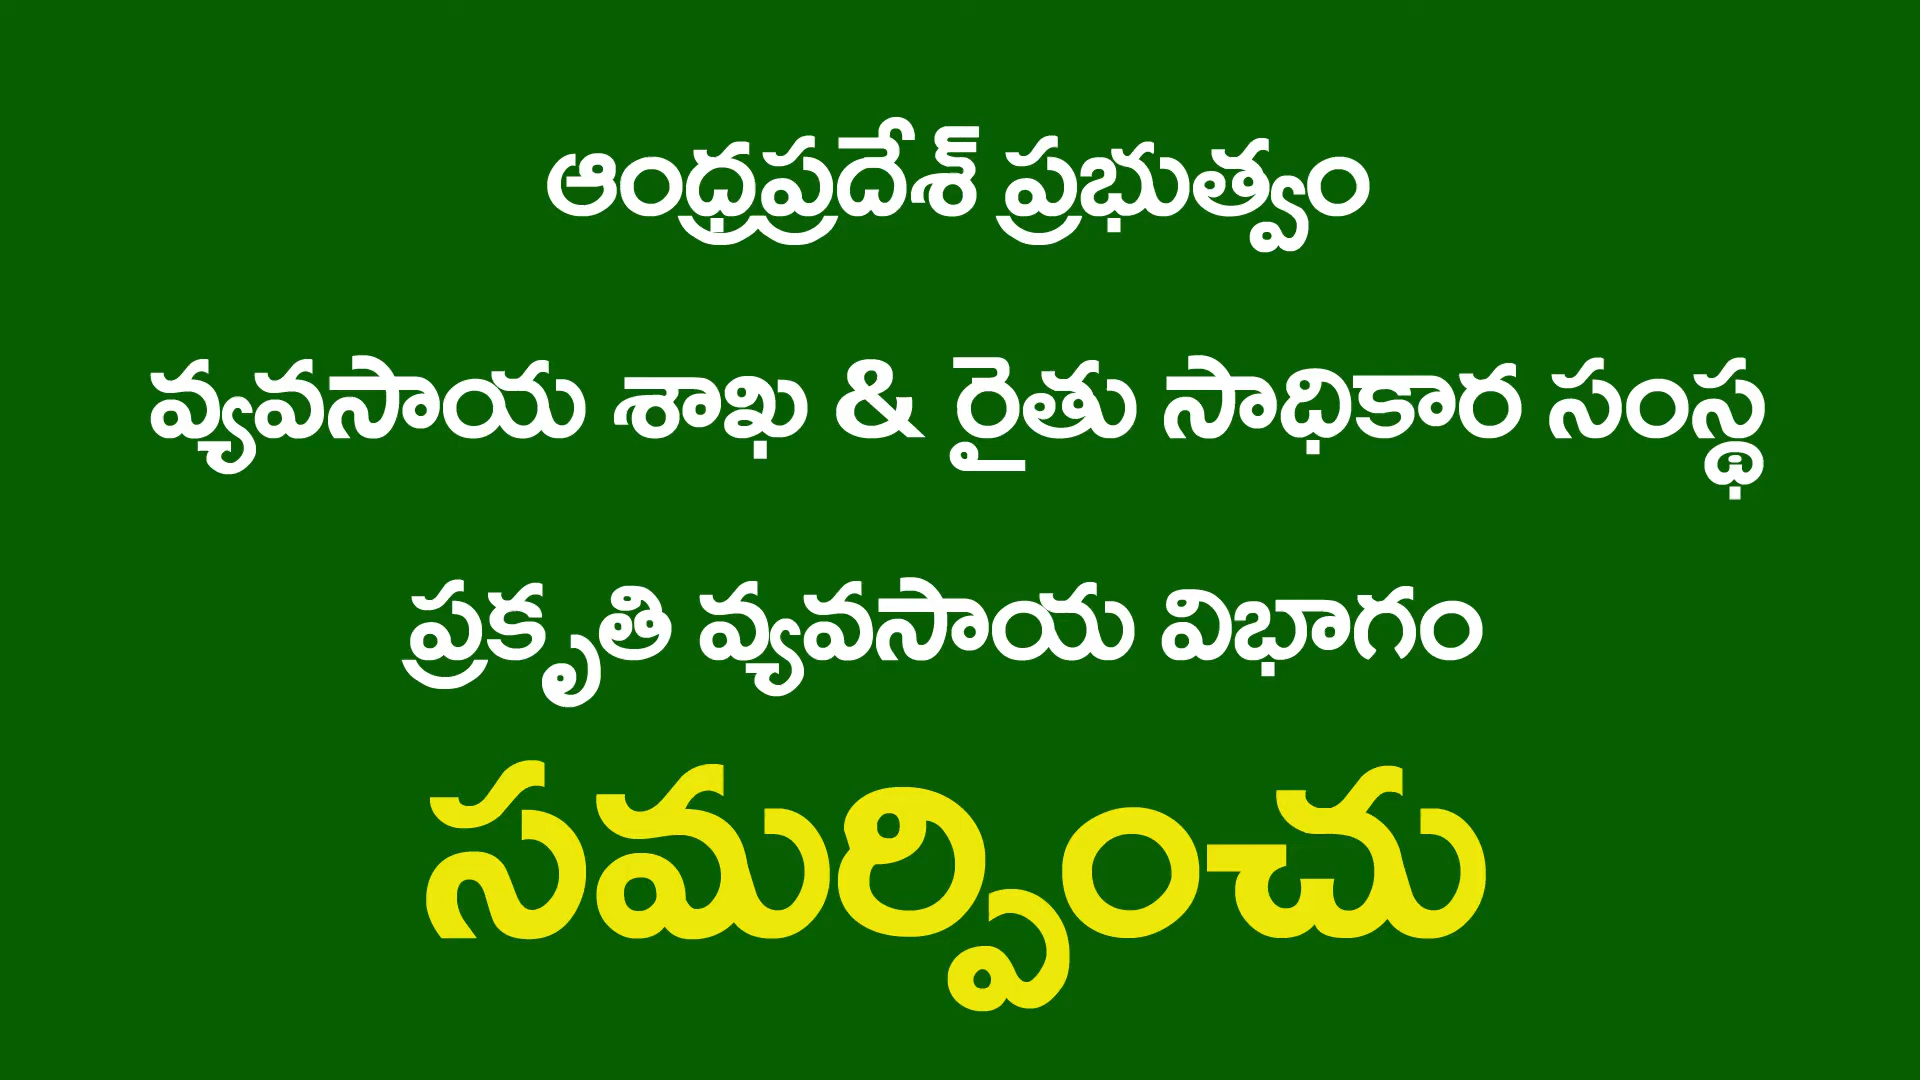 ఆంధ్రప్రదేశ్ ప్రభుత్వం
వ్యవసాయ శాఖ & రైతు సాధికార సంస్థ
ప్రకృతి వ్యవసాయ విభాగం
సమర్పించు